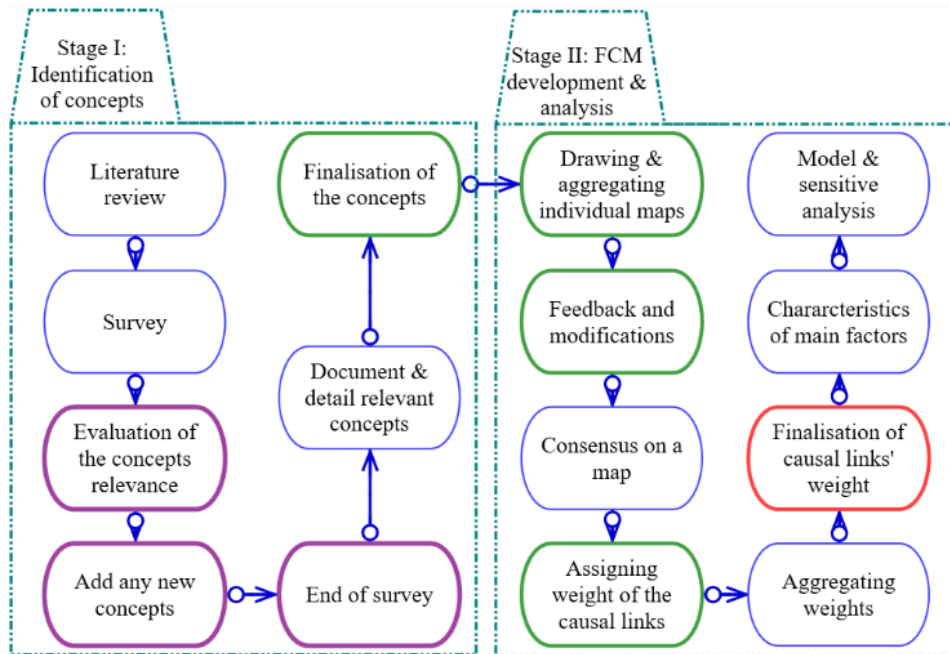 Stage I:
Identification
of concepts
Literature
review
Survey
Evaluation of
the concepts
relevance
Add any new
concepts
End of survey
Document &
detail relevant
concepts
Finalisation of
the concepts
Stage II: FCM
development &
analysis
Drawing &
aggregating
individual maps
Feedback and
modifications
Consensus on a
map
Assigning
weight of the
causal links
Aggregating
weights
Finalisation of
causal links'
weight
Chararcteristics
of main factors
Model &
sensitive
analysis